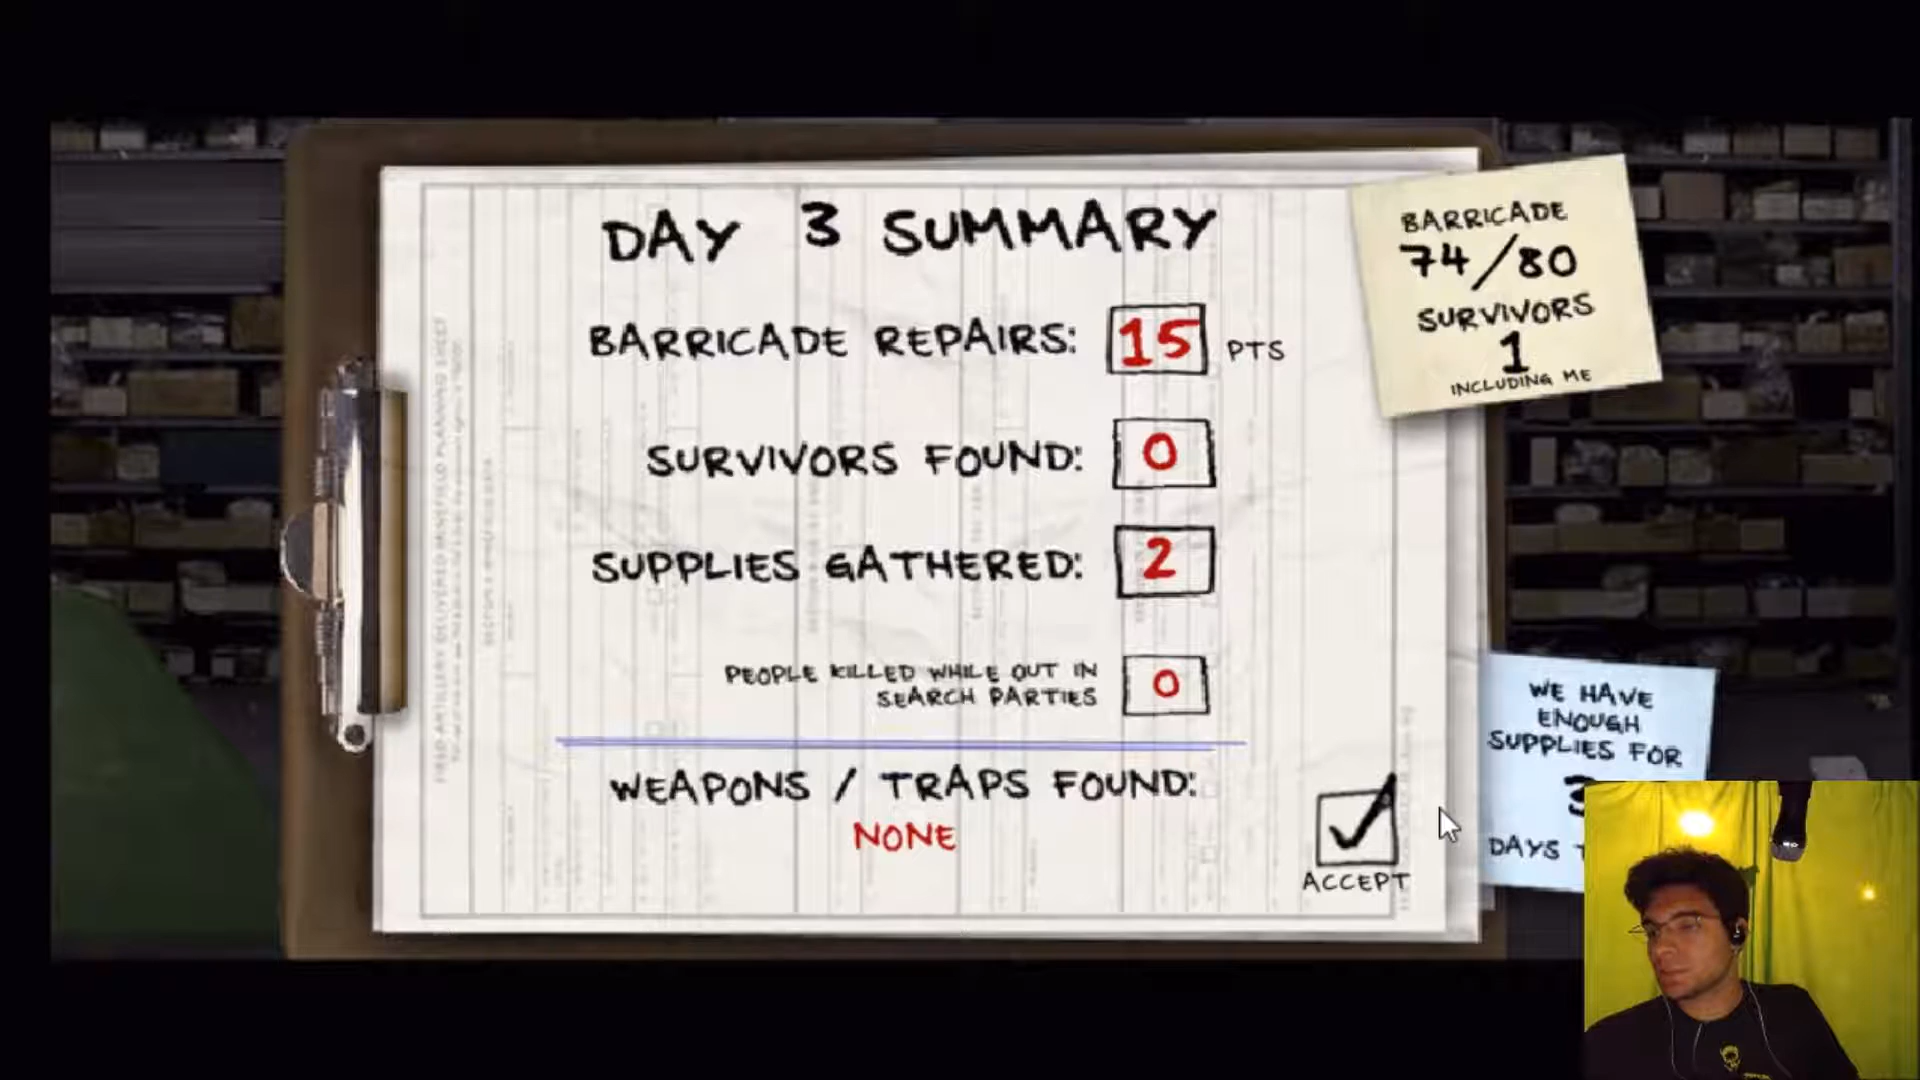 DAY 3 SUMMARY
BARRICADE REPAIRS: 15 PTS
SURVIVORS FOUND: 0
SUPPLIES GATHERED: 2
PEOPLE KILLED WHILE OUT IN
SEARCH PARTIES 0
WEAPONS / TRAPS FOUND:
NONE
ACCEPT
BARRICADE
74/80
SURVIVORS
1
INCLUDING ME
WE HAVE
ENOUGH
SUPPLIES FOR
3
DAYS